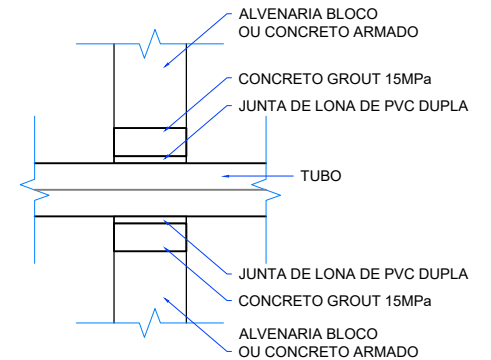 ALVENARIA BLOCO
OU CONCRETO ARMADO
CONCRETO GROUT 15MPa
JUNTA DE LONA DE PVC DUPLA
TUBO
JUNTA DE LONA DE PVC DUPLA
CONCRETO GROUT 15MPa
ALVENARIA BLOCO
OU CONCRETO ARMADO